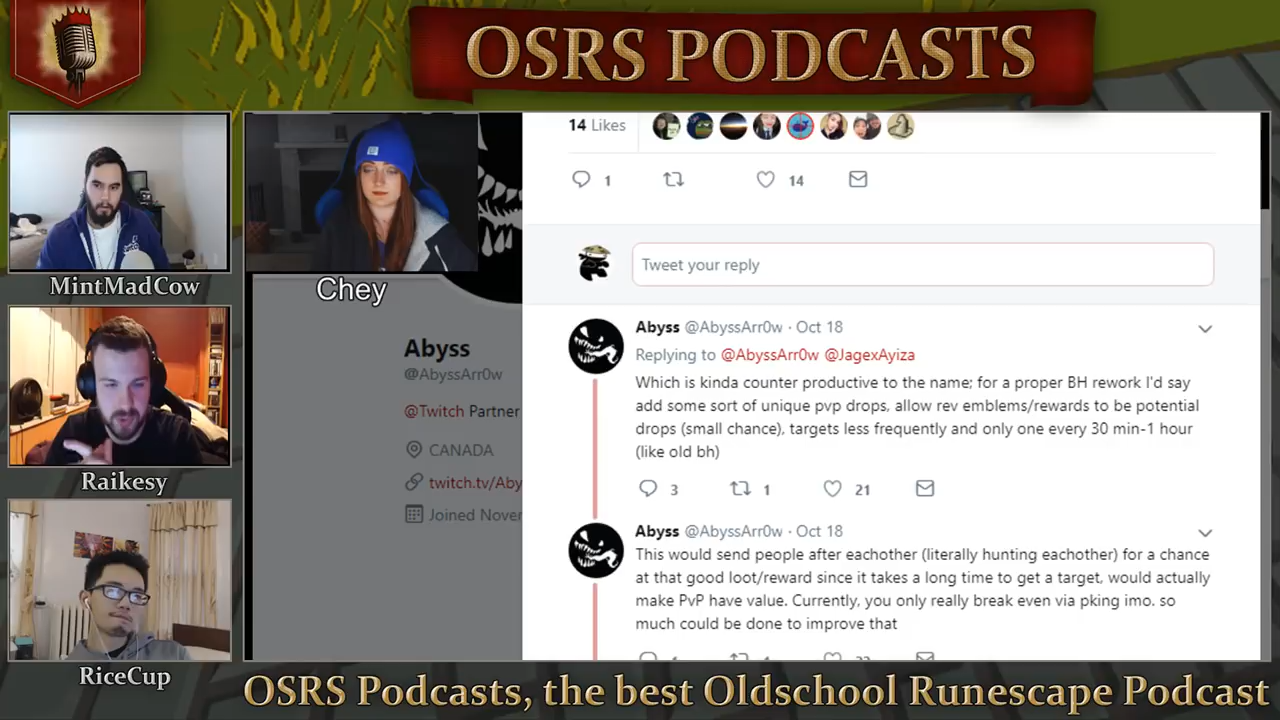 OSRS PODCASTS
MintMadCow
Chey
Raikesy
RiceCup
Abyss
@AbyssArr0w
@Twitch Partner
CANADA
twitch.tv/Aby
Joined Nover
14 Likes
1
14
Tweet your reply
Abyss @AbyssArr0w · Oct 18
Replying to @AbyssArr0w @JagexAyiza
Which is kinda counter productive to the name; for a proper BH rework I'd say
add some sort of unique pvp drops, allow rev emblems/rewards to be potential
drops (small chance), targets less frequently and only one every 30 min-1 hour
(like old bh)
3
1
21
Abyss @AbyssArr0w · Oct 18
This would send people after eachother (literally hunting eachother) for a chance
at that good loot/reward since it takes a long time to get a target, would actually
make PvP have value. Currently, you only really break even via pking imo. so
much could be done to improve that
OSRS Podcasts, the best Oldschool Runescape Podcast